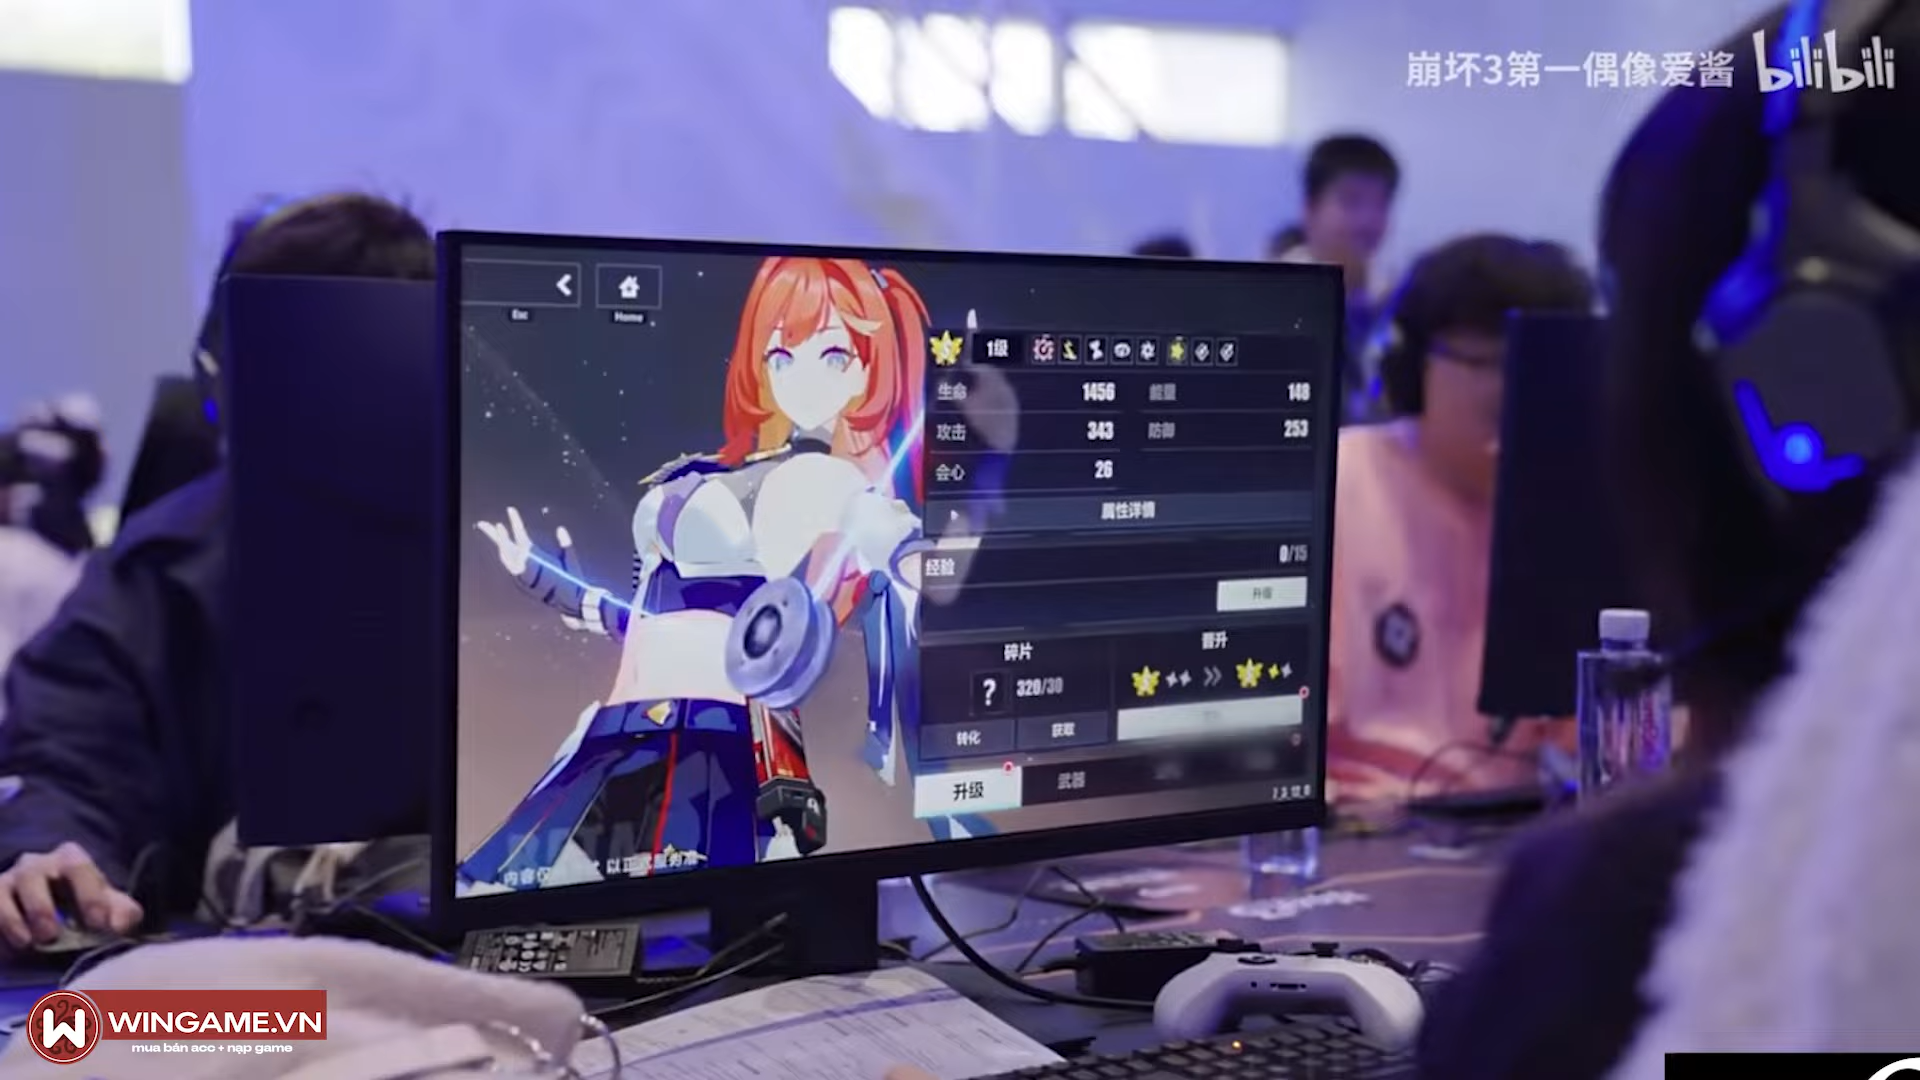 崩坏3第一偶像爱酱 bilibili
Esc
Home
1级
生命 1456 能量 148
攻击 343 防御 253
会心 26
属性详情
0/15
经验
升级
碎片 晋升
? 320/30
转化 获取
升级 武器
WINGAME.VN
mua bán acc + nạp game